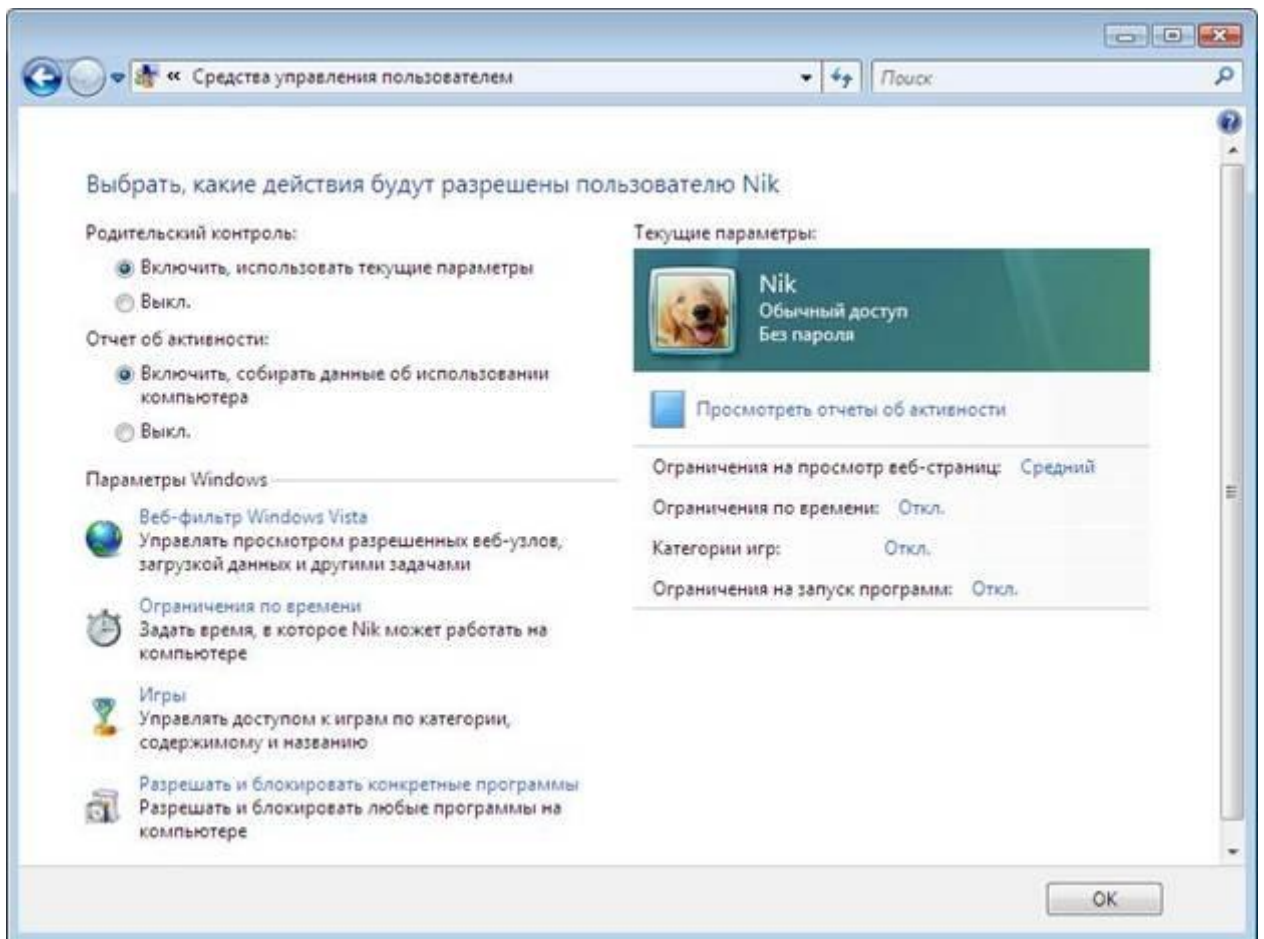 « Средства управления пользователем
Поиск
Выбрать, какие действия будут разрешены пользователю Nik
Родительский контроль:
Включить, использовать текущие параметры
Выкл.
Отчет об активности:
Включить, собирать данные об использовании
компьютера
Выкл.
Параметры Windows
Веб-фильтр Windows Vista
Управлять просмотром разрешенных веб-узлов,
загрузкой данных и другими задачами
Ограничения по времени
Задать время, в которое Nik может работать на
компьютере
Игры
Управлять доступом к играм по категории,
содержимому и названию
Разрешать и блокировать конкретные программы
Разрешать и блокировать любые программы на
компьютере
Текущие параметры:
Nik
Обычный доступ
Без пароля
Просмотреть отчеты об активности
Ограничения на просмотр веб-страниц: Средний
Ограничения по времени: Откл.
Категории игр: Откл.
Ограничения на запуск программ: Откл.
OK